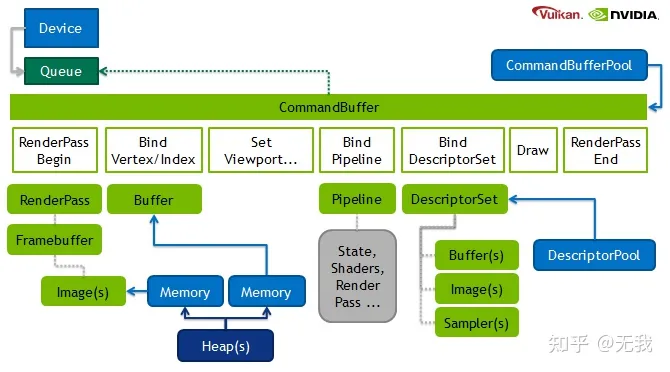 Vulkan.
NVIDIA.
Device
Queue
CommandBufferPool
CommandBuffer
RenderPass
Begin
Bind
Vertex/Index
Set
Viewport...
Bind
Pipeline
Bind
DescriptorSet
Draw
RenderPass
End
RenderPass
Buffer
Pipeline
DescriptorSet
Framebuffer
State,
Shaders,
Render
Pass ...
Buffer(s)
DescriptorPool
Image(s)
Memory
Memory
Image(s)
Sampler(s)
Heap(s)
知乎 @无我